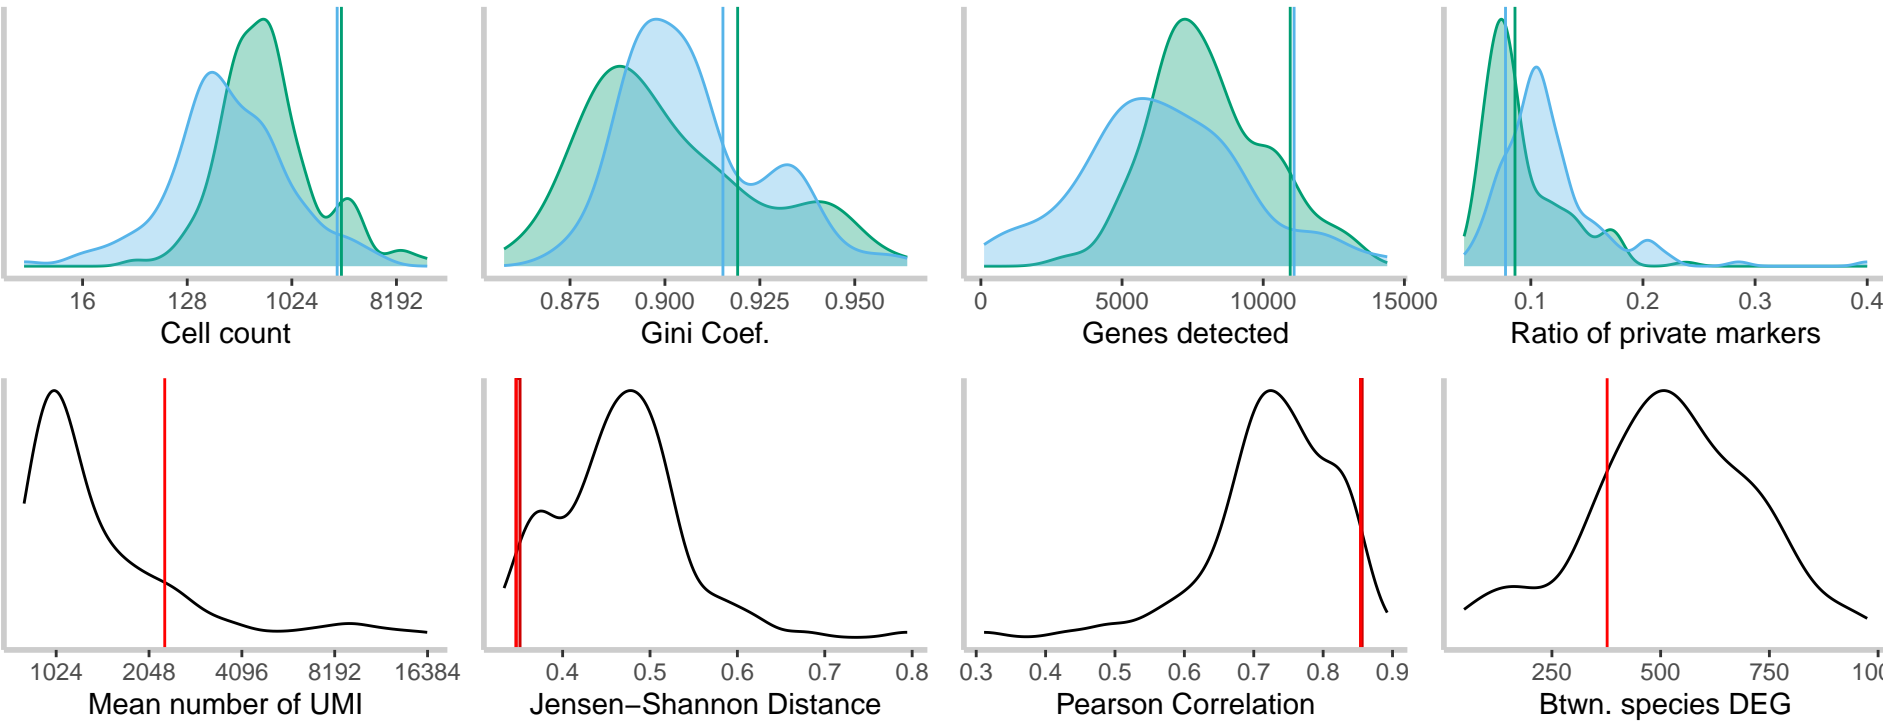 16 128 1024 8192
Cell count
0.875 0.900 0.925 0.950
Gini Coef.
0 5000 10000 15000
Genes detected
0.1 0.2 0.3 0.4
Ratio of private markers
1024 2048 4096 8192 16384
Mean number of UMI
0.4 0.5 0.6 0.7 0.8
Jensen−Shannon Distance
0.3 0.4 0.5 0.6 0.7 0.8 0.9
Pearson Correlation
250 500 750 100
Btwn. species DEG